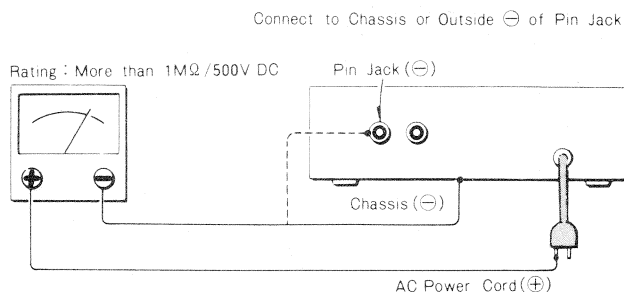 Connect to Chassis or Outside ⊖ of Pin Jack
Rating : More than 1MΩ/500V DC
Pin Jack (⊖)
Chassis (⊖)
AC Power Cord (⊕)